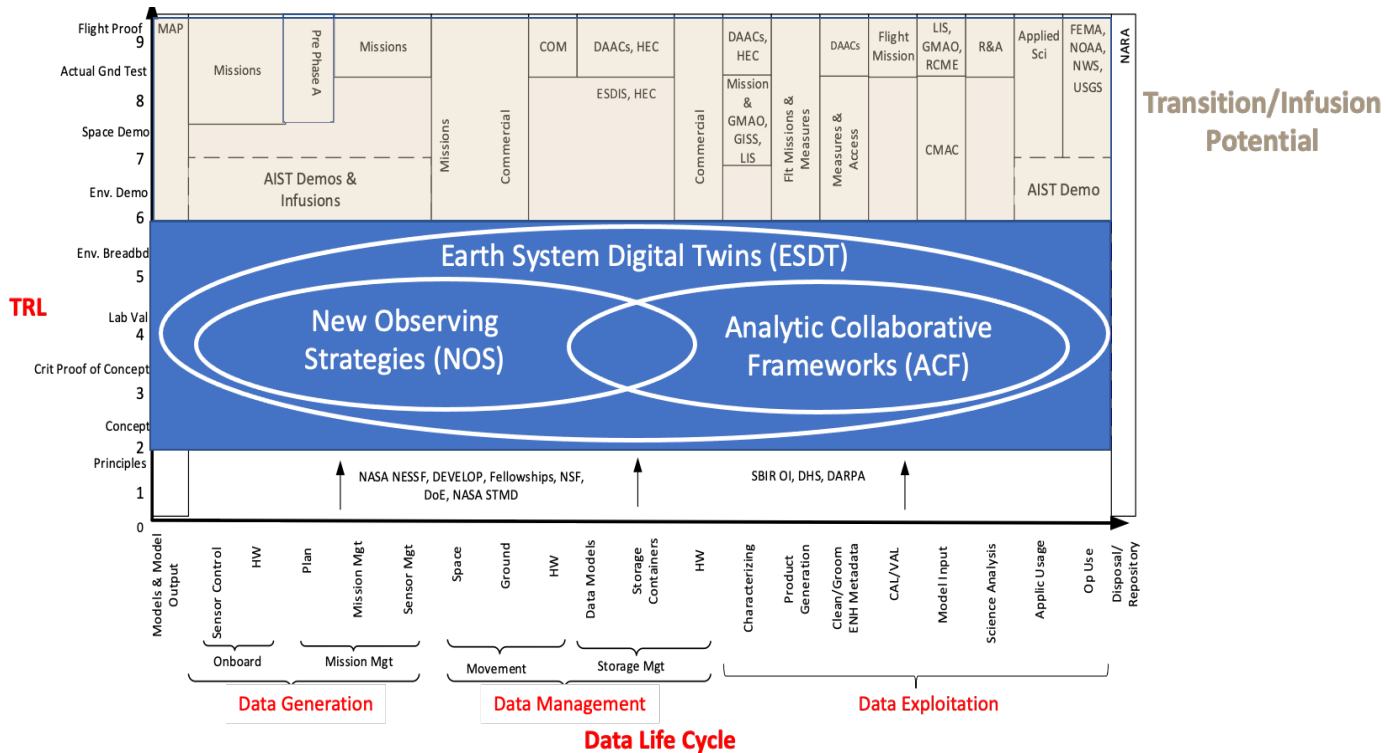 Flight Proof
9
Actual Gnd Test
8
Space Demo
7
Env. Demo
6
Env. Breadbd
5
TRL
Lab Val
4
Crit Proof of Concept
3
Concept
2
Principles
1
0
MAP
Missions
Pre Phase A
Missions
AIST Demos &
Infusions
Missions
Commercial
COM
DAACs, HEC
ESDIS, HEC
Commercial
DAACs,
HEC
Mission
&
GMAO,
GISS,
LIS
Flt Missions &
Measures
DAACs
Measures &
Access
Flight
Mission
LIS,
GMAO,
RCME
CMAC
R&A
Applied
Sci
FEMA,
NOAA,
NWS,
USGS
AIST Demo
NARA
Transition/Infusion
Potential
Earth System Digital Twins (ESDT)
New Observing
Strategies (NOS)
Analytic Collaborative
Frameworks (ACF)
NASA NESSF, DEVELOP, Fellowships, NSF,
DoE, NASA STMD
SBIR OI, DHS, DARPA
Models & Model
Output
Sensor Control
HW
Plan
Mission Mgt
Sensor Mgt
Space
Ground
HW
Data Models
Storage
Containers
HW
Characterizing
Product
Generation
Clean/Groom
ENH Metadata
CAL/VAL
Model Input
Science Analysis
Applic Usage
Op Use
Disposal/
Repository
Onboard
Mission Mgt
Movement
Storage Mgt
Data Generation
Data Management
Data Exploitation
Data Life Cycle